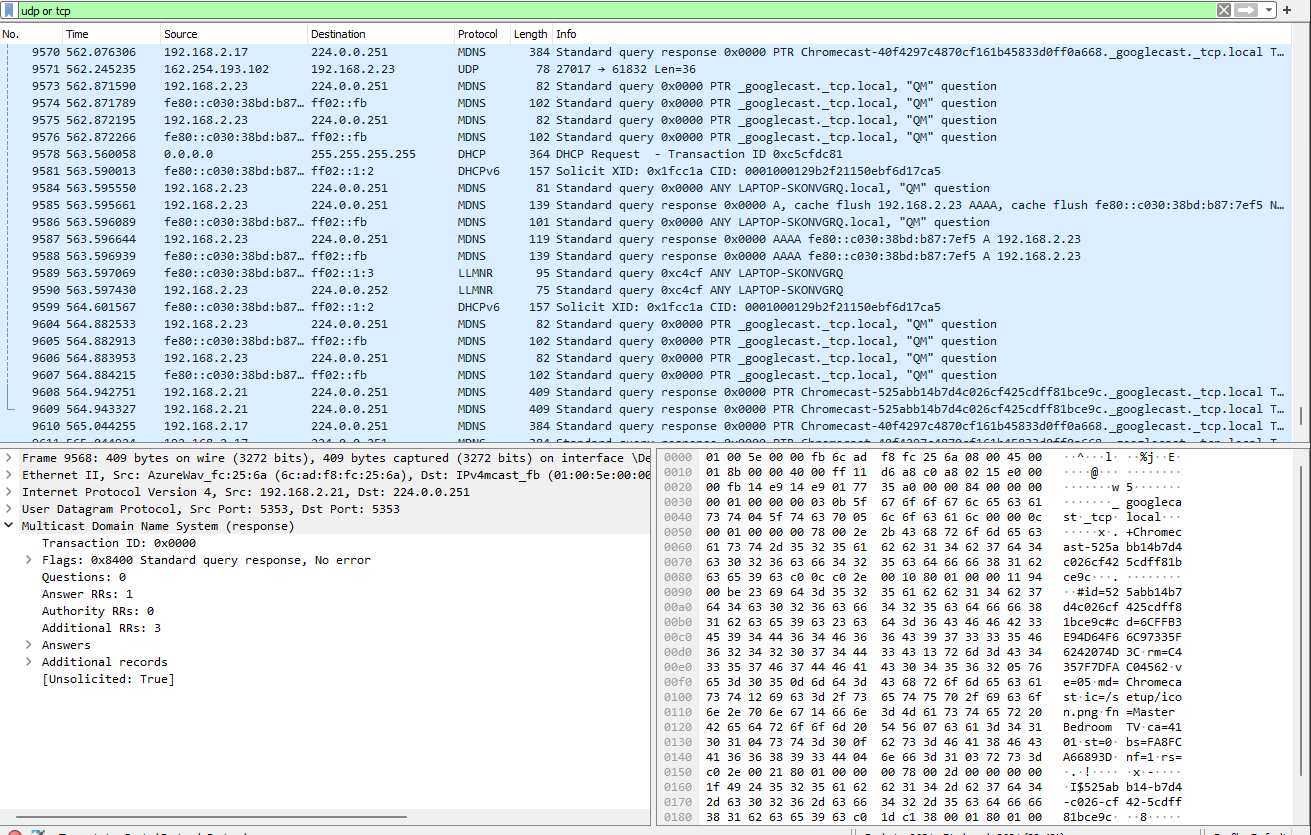 udp or tcp
No. Time Source Destination Protocol Length Info
9570 562.076306 192.168.2.17 224.0.0.251 MDNS 384 Standard query response 0x0000 PTR Chromecast-40f4297c4870cf161b45833d0ff0a668._googlecast._tcp.local T…
9571 562.245235 162.254.193.102 192.168.2.23 UDP 78 27017 → 61832 Len=36
9573 562.871590 192.168.2.23 224.0.0.251 MDNS 82 Standard query 0x0000 PTR _googlecast._tcp.local, "QM" question
9574 562.871789 fe80::c030:38bd:b87… ff02::fb MDNS 102 Standard query 0x0000 PTR _googlecast._tcp.local, "QM" question
9575 562.872195 192.168.2.23 224.0.0.251 MDNS 82 Standard query 0x0000 PTR _googlecast._tcp.local, "QM" question
9576 562.872266 fe80::c030:38bd:b87… ff02::fb MDNS 102 Standard query 0x0000 PTR _googlecast._tcp.local, "QM" question
9578 563.560058 0.0.0.0 255.255.255.255 DHCP 364 DHCP Request - Transaction ID 0xc5cfdc81
9581 563.590013 fe80::c030:38bd:b87… ff02::1:2 DHCPv6 157 Solicit XID: 0x1fcc1a CID: 0001000129b2f21150ebf6d17ca5
9584 563.595550 192.168.2.23 224.0.0.251 MDNS 81 Standard query 0x0000 ANY LAPTOP-SKONVGRQ.local, "QM" question
9585 563.595661 192.168.2.23 224.0.0.251 MDNS 139 Standard query response 0x0000 A, cache flush 192.168.2.23 AAAA, cache flush fe80::c030:38bd:b87:7ef5 N…
9586 563.596089 fe80::c030:38bd:b87… ff02::fb MDNS 101 Standard query 0x0000 ANY LAPTOP-SKONVGRQ.local, "QM" question
9587 563.596644 192.168.2.23 224.0.0.251 MDNS 119 Standard query response 0x0000 AAAA fe80::c030:38bd:b87:7ef5 A 192.168.2.23
9588 563.596939 fe80::c030:38bd:b87… ff02::fb MDNS 139 Standard query response 0x0000 AAAA fe80::c030:38bd:b87:7ef5 A 192.168.2.23
9589 563.597069 fe80::c030:38bd:b87… ff02::1:3 LLMNR 95 Standard query 0xc4cf ANY LAPTOP-SKONVGRQ
9590 563.597430 192.168.2.23 224.0.0.252 LLMNR 75 Standard query 0xc4cf ANY LAPTOP-SKONVGRQ
9599 564.601567 fe80::c030:38bd:b87… ff02::1:2 DHCPv6 157 Solicit XID: 0x1fcc1a CID: 0001000129b2f21150ebf6d17ca5
9604 564.882533 192.168.2.23 224.0.0.251 MDNS 82 Standard query 0x0000 PTR _googlecast._tcp.local, "QM" question
9605 564.882913 fe80::c030:38bd:b87… ff02::fb MDNS 102 Standard query 0x0000 PTR _googlecast._tcp.local, "QM" question
9606 564.883953 192.168.2.23 224.0.0.251 MDNS 82 Standard query 0x0000 PTR _googlecast._tcp.local, "QM" question
9607 564.884215 fe80::c030:38bd:b87… ff02::fb MDNS 102 Standard query 0x0000 PTR _googlecast._tcp.local, "QM" question
9608 564.942751 192.168.2.21 224.0.0.251 MDNS 409 Standard query response 0x0000 PTR Chromecast-525abb14b7d4c026cf425cdff81bce9c._googlecast._tcp.local T…
9609 564.943327 192.168.2.21 224.0.0.251 MDNS 409 Standard query response 0x0000 PTR Chromecast-525abb14b7d4c026cf425cdff81bce9c._googlecast._tcp.local T…
9610 565.044255 192.168.2.17 224.0.0.251 MDNS 384 Standard query response 0x0000 PTR Chromecast-40f4297c4870cf161b45833d0ff0a668._googlecast._tcp.local T…
Frame 9568: 409 bytes on wire (3272 bits), 409 bytes captured (3272 bits) on interface \De
Ethernet II, Src: AzureWav_fc:25:6a (6c:ad:f8:fc:25:6a), Dst: IPv4mcast_fb (01:00:5e:00:00
Internet Protocol Version 4, Src: 192.168.2.21, Dst: 224.0.0.251
User Datagram Protocol, Src Port: 5353, Dst Port: 5353
Multicast Domain Name System (response)
Transaction ID: 0x0000
Flags: 0x8400 Standard query response, No error
Questions: 0
Answer RRs: 1
Authority RRs: 0
Additional RRs: 3
Answers
Additional records
[Unsolicited: True]
0000 01 00 5e 00 00 fb 6c ad f8 fc 25 6a 08 00 45 00 ··^···l· ··%j··E·
0010 01 8b 00 00 40 00 ff 11 d6 a8 c0 a8 02 15 e0 00 ····@··· ········
0020 00 fb 14 e9 14 e9 01 77 35 a0 00 00 84 00 00 00 ·······w 5·······
0030 00 01 00 00 00 03 0b 5f 67 6f 6f 67 6c 65 63 61 ·······_ googleca
0040 73 74 04 5f 74 63 70 05 6c 6f 63 61 6c 00 00 0c st·_tcp· local···
0050 00 01 00 00 00 78 00 2e 2b 43 68 72 6f 6d 65 63 ·····x·. +Chromec
0060 61 73 74 2d 35 32 35 61 62 62 31 34 62 37 64 34 ast-525a bb14b7d4
0070 63 30 32 36 63 66 34 32 35 63 64 66 66 38 31 62 c026cf42 5cdff81b
0080 63 65 39 63 c0 0c c0 2e 00 10 80 01 00 00 11 94 ce9c···. ········
0090 00 be 23 69 64 3d 35 32 35 61 62 62 31 34 62 37 ··#id=52 5abb14b7
00a0 64 34 63 30 32 36 63 66 34 32 35 63 64 66 66 38 d4c026cf 425cdff8
00b0 31 62 63 65 39 63 23 63 64 3d 36 43 46 46 42 33 1bce9c#c d=6CFFB3
00c0 45 39 34 44 36 34 46 36 36 43 39 37 33 33 35 46 E94D64F6 6C97335F
00d0 36 32 34 32 30 37 34 44 33 43 13 72 6d 3d 43 34 6242074D 3C·rm=C4
00e0 33 35 37 46 37 44 46 41 43 30 34 35 36 32 05 76 357F7DFA C04562·v
00f0 65 3d 30 35 0d 6d 64 3d 43 68 72 6f 6d 65 63 61 e=05·md= Chromeca
0100 73 74 12 69 63 3d 2f 73 65 74 75 70 2f 69 63 6f st·ic=/s etup/ico
0110 6e 2e 70 6e 67 14 66 6e 3d 4d 61 73 74 65 72 20 n.png·fn =Master
0120 42 65 64 72 6f 6f 6d 20 54 56 07 63 61 3d 34 31 Bedroom TV·ca=41
0130 30 31 04 73 74 3d 30 0f 62 73 3d 46 41 38 46 43 01·st=0· bs=FA8FC
0140 41 36 36 38 39 33 44 04 6e 66 3d 31 03 72 73 3d A66893D· nf=1·rs=
0150 c0 2e 00 21 80 01 00 00 00 78 00 2d 00 00 00 00 ·.·!···· ·x·-····
0160 1f 49 24 35 32 35 61 62 62 31 34 2d 62 37 64 34 ·I$525ab b14-b7d4
0170 2d 63 30 32 36 2d 63 66 34 32 2d 35 63 64 66 66 -c026-cf 42-5cdff
0180 38 31 62 63 65 39 63 c0 1d c1 38 00 01 80 01 00 81bce9c· ·8······